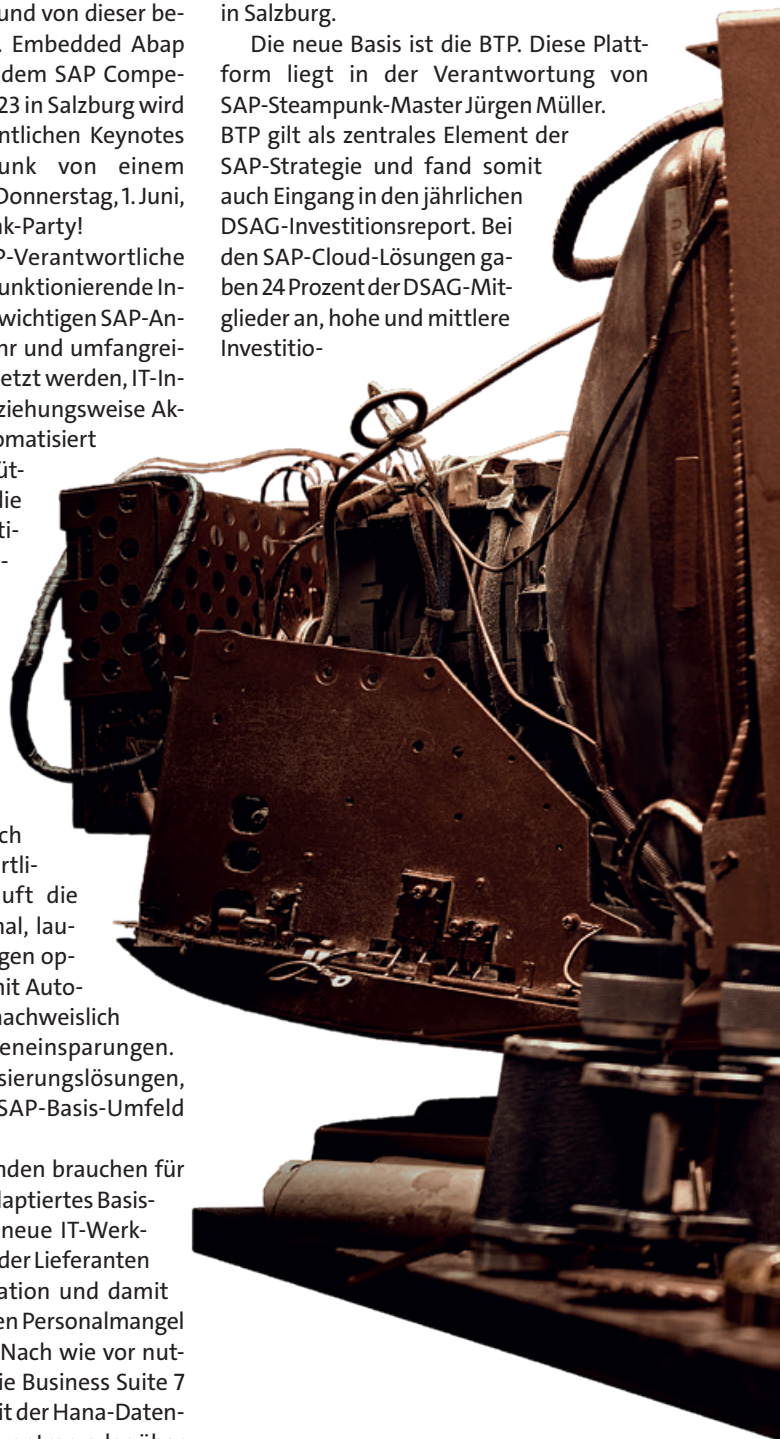 und von dieser be-
. Embedded Abap
dem SAP Compe-
23 in Salzburg wird
ntlichen Keynotes
unk von einem
Donnerstag, 1. Juni,
nk-Party!
P-Verantwortliche
unktionierende In-
wichtigen SAP-An-
hr und umfangrei-
etzt werden, IT-In-
ziehungsweise Ak-
omatisiert
üt-
lie
ti-
-
ch
rtli-
uft die
nal, lau-
gen op-
nit Auto-
nachweislich
eneinsparungen.
sierungslösungen,
SAP-Basis-Umfeld
nden brauchen für
daptiertes Basis-
neue IT-Werk-
der Lieferanten
ation und damit
en Personalmangel
Nach wie vor nut-
ie Business Suite 7
it der Hana-Daten-
in Salzburg.
Die neue Basis ist die BTP. Diese Platt-
form liegt in der Verantwortung von
SAP-Steampunk-Master Jürgen Müller.
BTP gilt als zentrales Element der
SAP-Strategie und fand somit
auch Eingang in den jährlichen
DSAG-Investitionsreport. Bei
den SAP-Cloud-Lösungen ga-
ben 24 Prozent der DSAG-Mit-
glieder an, hohe und mittlere
Investitio-